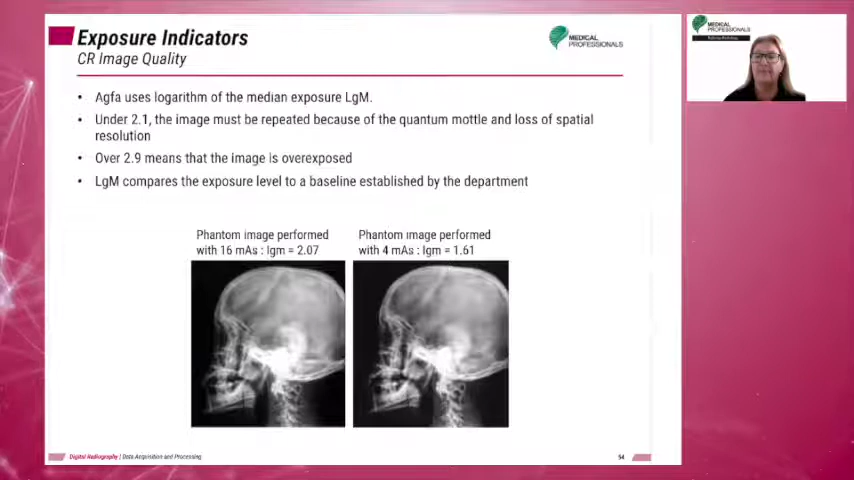 Exposure Indicators
CR Image Quality
MEDICAL
PROFESSIONALS
• Agfa uses logarithm of the median exposure LgM.
• Under 2.1, the image must be repeated because of the quantum mottle and loss of spatial
resolution
• Over 2.9 means that the image is overexposed
• LgM compares the exposure level to a baseline established by the department
Phantom image performed
with 16 mAs : lgm = 2.07
Phantom image performed
with 4 mAs : lgm = 1.61
Digital Radiography | Data Acquisition and Processing
94
MEDICAL
PROFESSIONALS